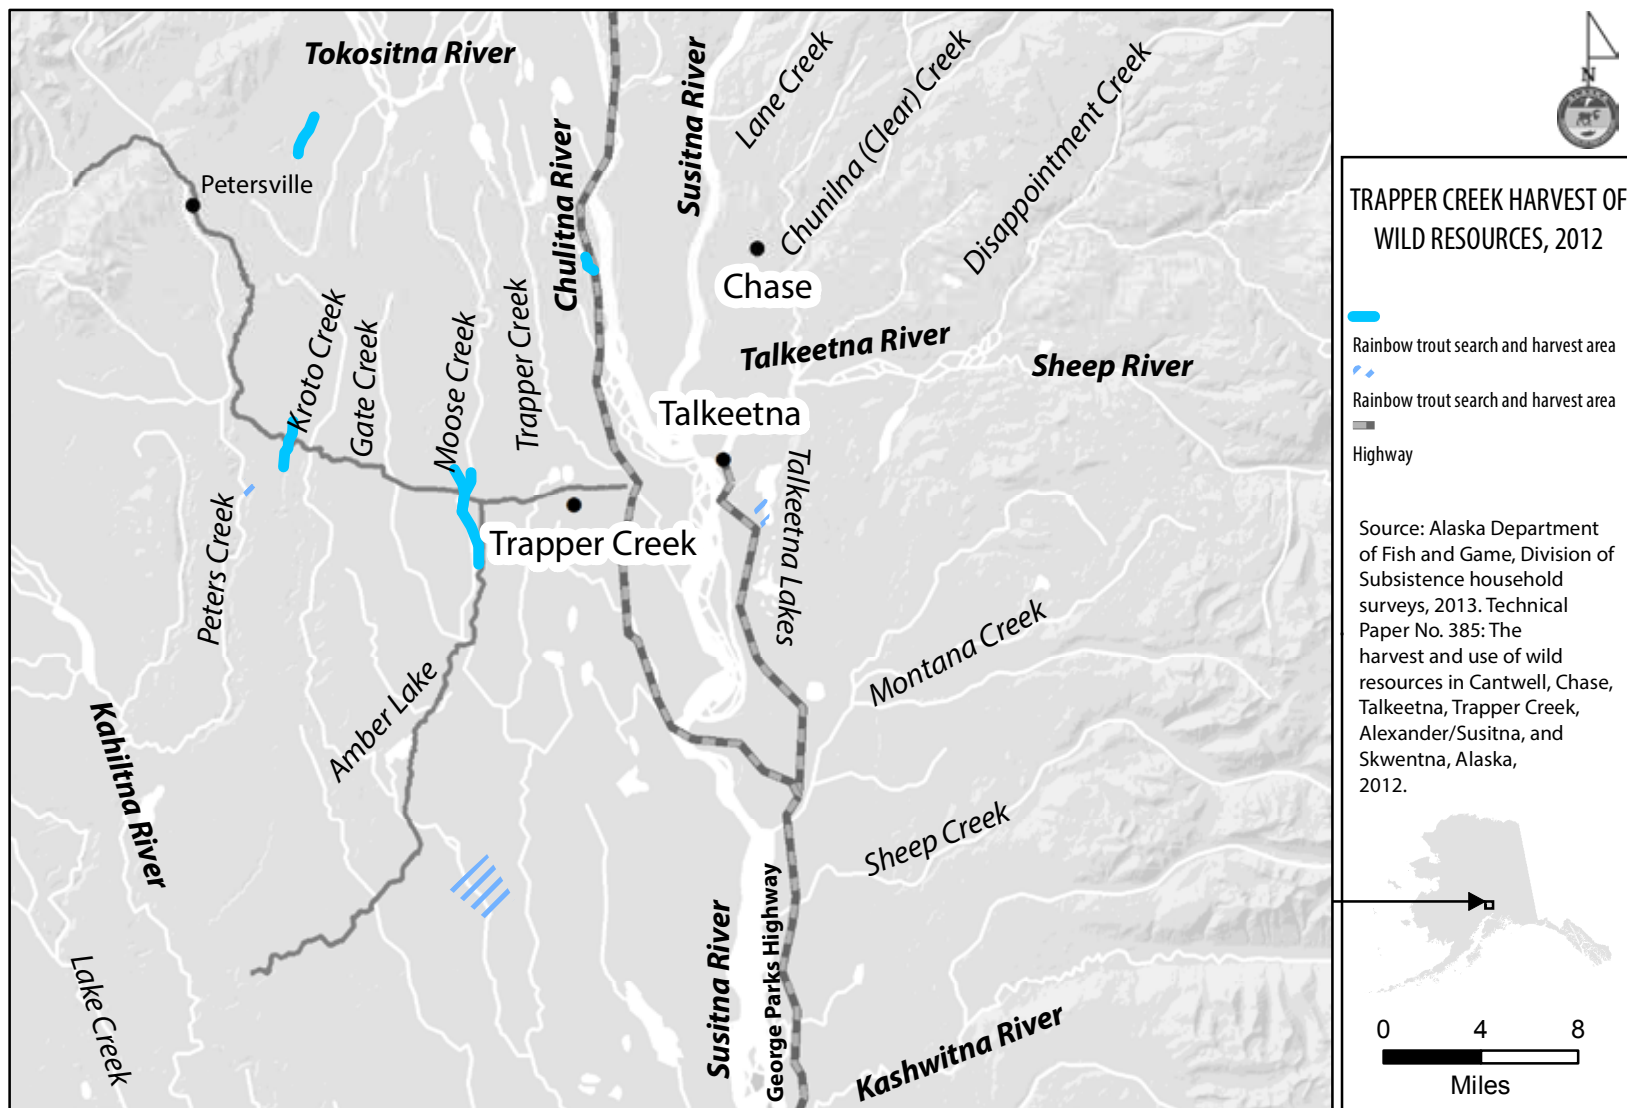 Tokositna River
Susitna River
Lane Creek
Chunilna (Clear) Creek
Disappointment Creek
Petersville
Chulitna River
Chase
Kroto Creek
Gate Creek
Moose Creek
Trapper Creek
Talkeetna River
Sheep River
Talkeetna
Talkeetna Lakes
Peters Creek
Trapper Creek
Amber Lake
Montana Creek
Kahiltna River
Sheep Creek
Lake Creek
Susitna River
George Parks Highway
Kashwitna River
N
TRAPPER CREEK HARVEST OF
WILD RESOURCES, 2012
Rainbow trout search and harvest area
Rainbow trout search and harvest area
Highway
Source: Alaska Department
of Fish and Game, Division of
Subsistence household
surveys, 2013. Technical
Paper No. 385: The
harvest and use of wild
resources in Cantwell, Chase,
Talkeetna, Trapper Creek,
Alexander/Susitna, and
Skwentna, Alaska,
2012.
0 4 8
Miles